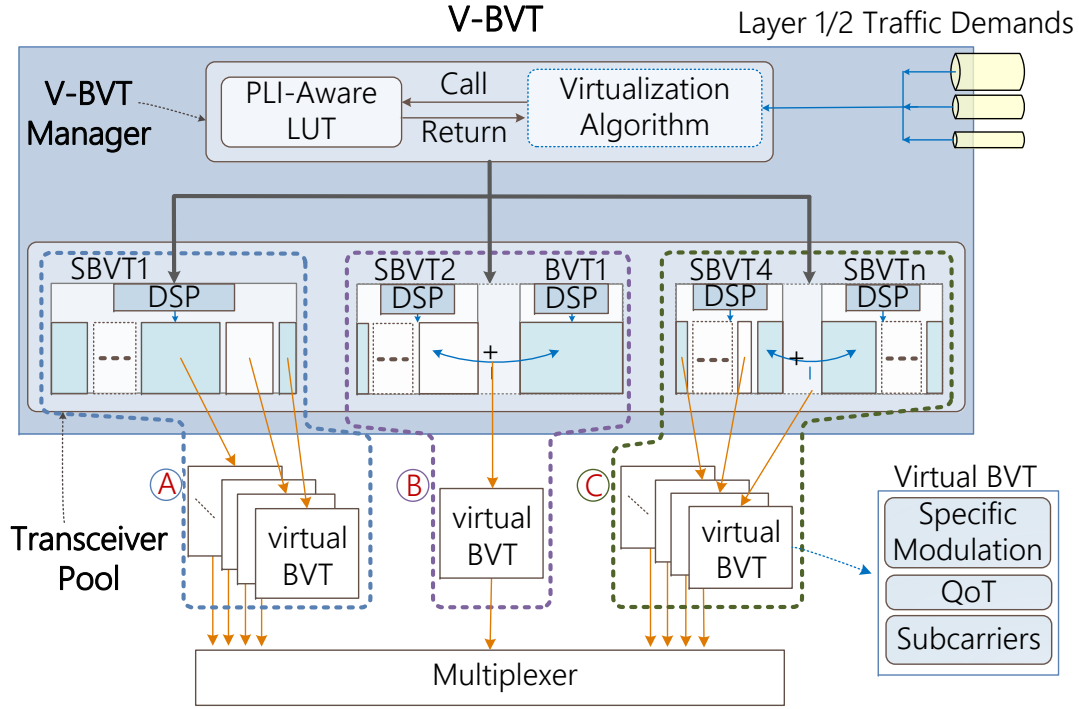 V-BVT
Layer 1/2 Traffic Demands
V-BVT
Manager
PLI-Aware
LUT
Call
Return
Virtualization
Algorithm
SBVT1
SBVT2
BVT1
SBVT4
SBVTn
DSP
DSP
DSP
DSP
DSP
+
+
A
B
C
Transceiver
Pool
virtual
BVT
virtual
BVT
virtual
BVT
Virtual BVT
Specific
Modulation
QoT
Subcarriers
Multiplexer